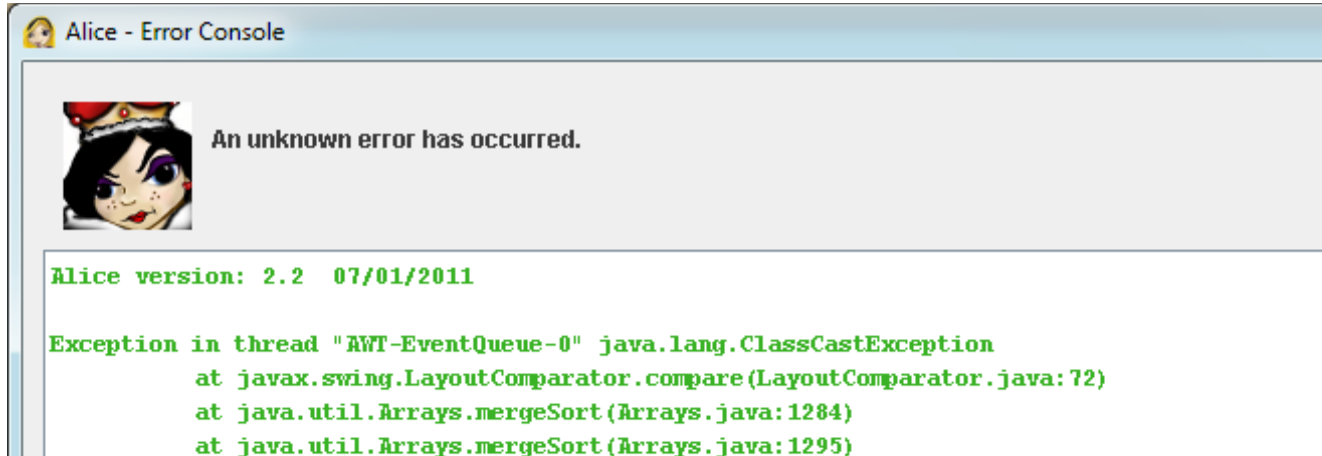 Alice - Error Console
An unknown error has occurred.
Alice version: 2.2  07/01/2011
Exception in thread "AWT-EventQueue-0" java.lang.ClassCastException
at javax.swing.LayoutComparator.compare(LayoutComparator.java:72)
at java.util.Arrays.mergeSort(Arrays.java:1284)
at java.util.Arrays.mergeSort(Arrays.java:1295)